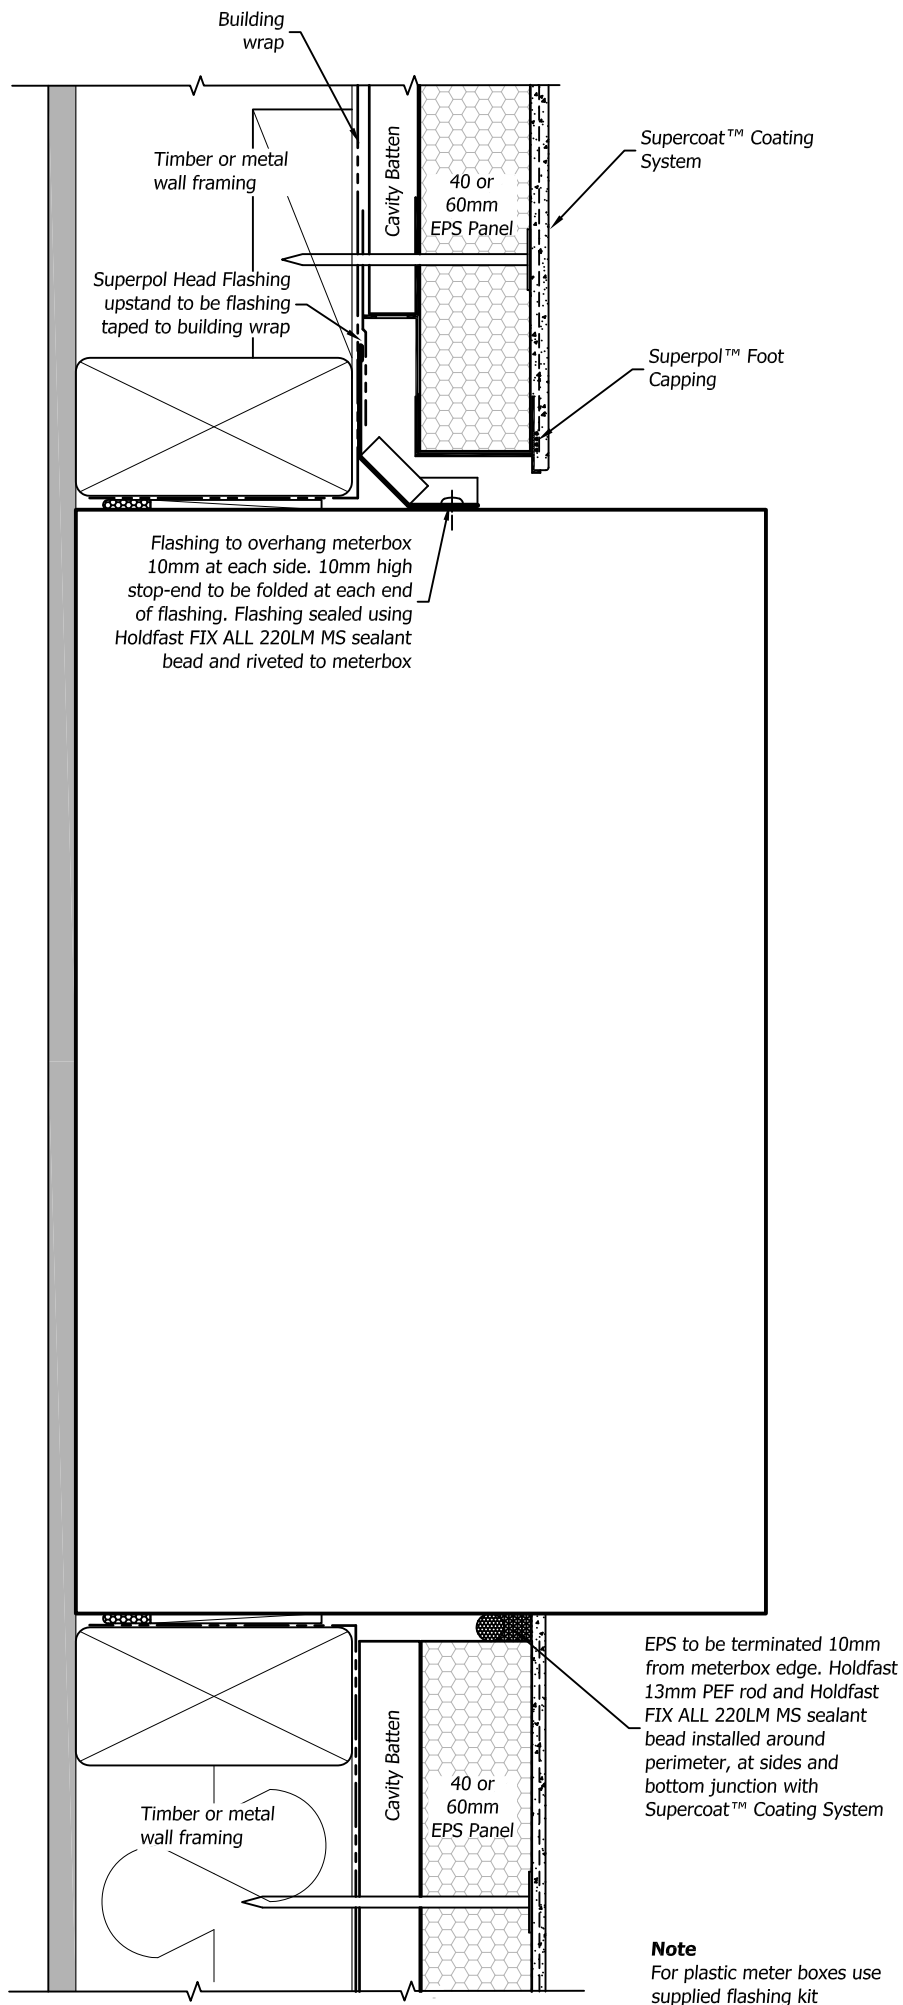 Building
wrap
Supercoat™ Coating
System
Timber or metal
wall framing
Cavity Batten
40 or
60mm
EPS Panel
Superpol Head Flashing
upstand to be flashing
taped to building wrap
Superpol™ Foot
Capping
Flashing to overhang meterbox
10mm at each side. 10mm high
stop-end to be folded at each end
of flashing. Flashing sealed using
Holdfast FIX ALL 220LM MS sealant
bead and riveted to meterbox
EPS to be terminated 10mm
from meterbox edge. Holdfast
13mm PEF rod and Holdfast
FIX ALL 220LM MS sealant
bead installed around
perimeter, at sides and
bottom junction with
Supercoat™ Coating System
Cavity Batten
40 or
60mm
EPS Panel
Timber or metal
wall framing
Note
For plastic meter boxes use
supplied flashing kit